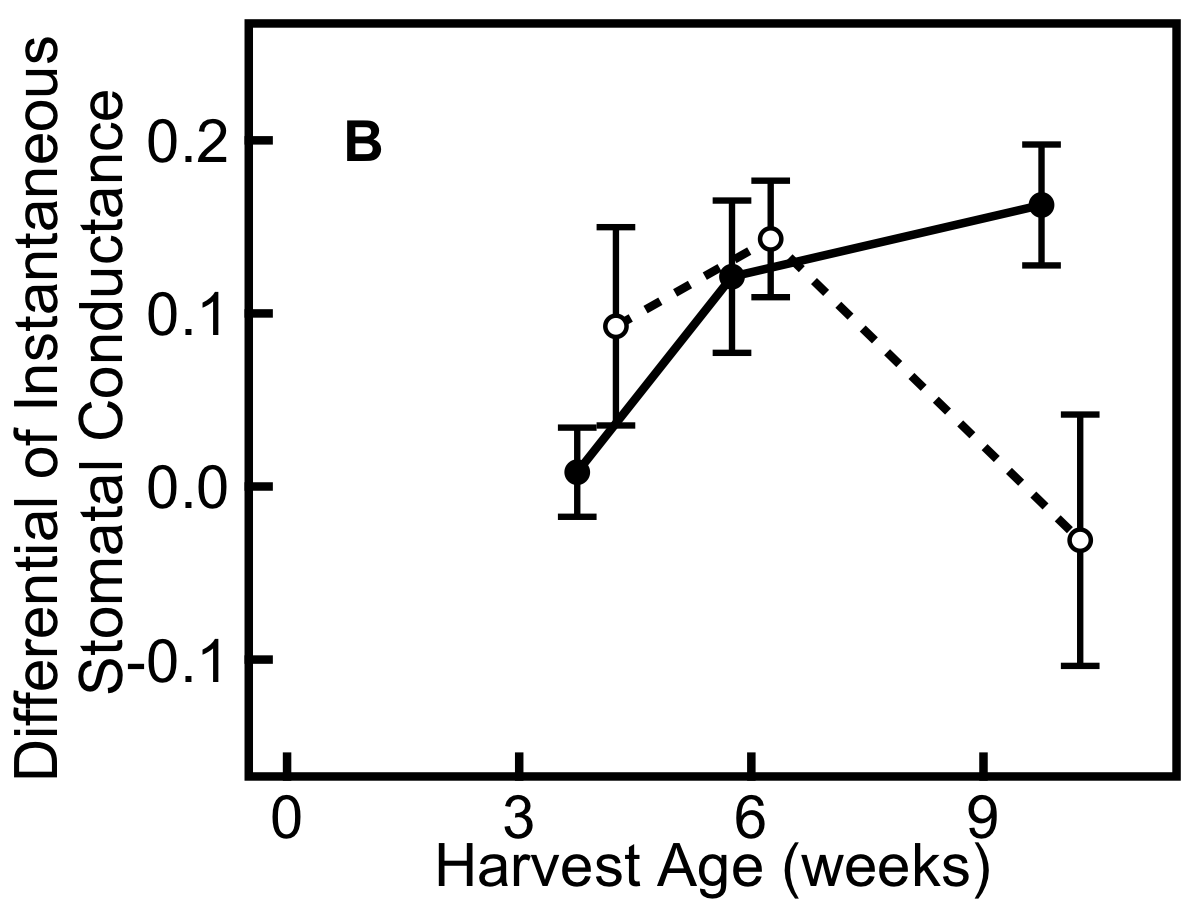 Differential of Instantaneous
Stomatal Conductance
B
0.2
0.1
0.0
-0.1
0 3 6 9
Harvest Age (weeks)